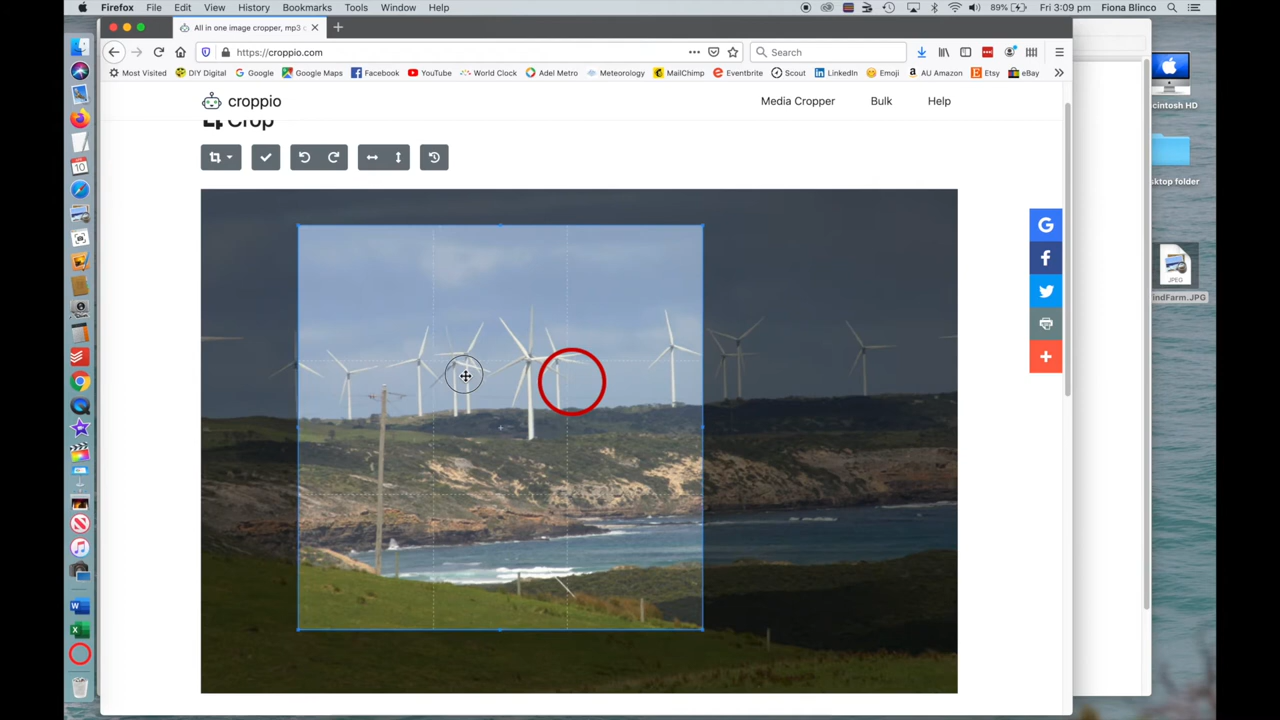 Firefox File Edit View History Bookmarks Tools Window Help 89% Fri 3:09 pm Fiona Blinco
All in one image cropper, mp3 c
https://croppio.com
Search
Most Visited DIY Digital Google Google Maps Facebook YouTube World Clock Adel Metro Meteorology MailChimp Eventbrite Scout LinkedIn Emoji AU Amazon Etsy eBay
croppio Media Cropper Bulk Help
Crop
acintosh HD
sktop folder
JPEG
indFarm.JPG